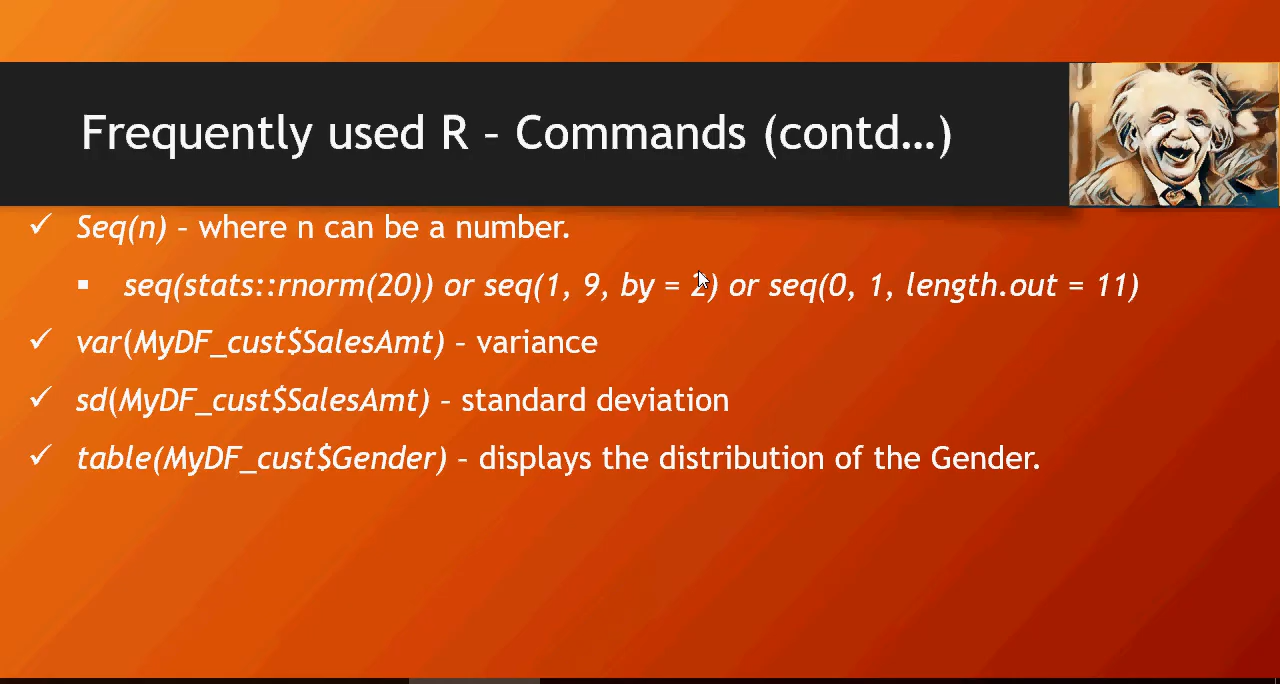 Frequently used R – Commands (contd…)
✓ Seq(n) – where n can be a number.
▪ seq(stats::rnorm(20)) or seq(1, 9, by = 2) or seq(0, 1, length.out = 11)
✓ var(MyDF_cust$SalesAmt) – variance
✓ sd(MyDF_cust$SalesAmt) – standard deviation
✓ table(MyDF_cust$Gender) – displays the distribution of the Gender.